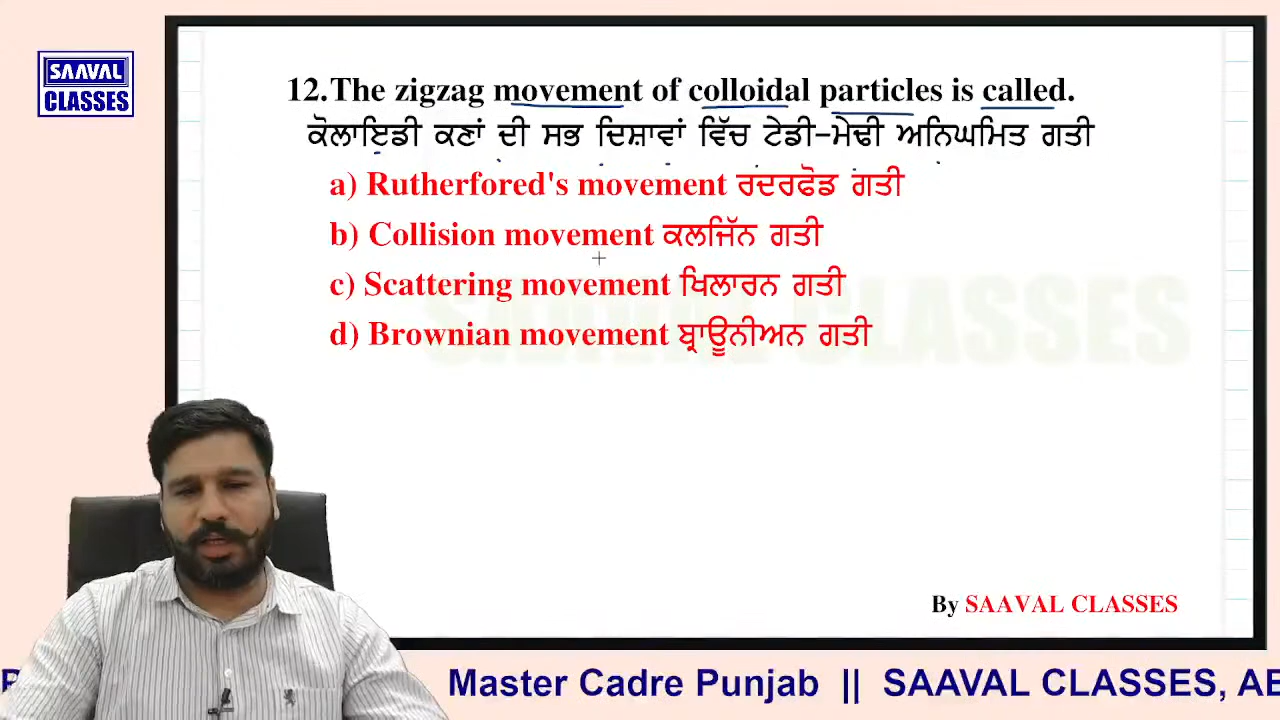 SAAVAL
CLASSES
12.The zigzag movement of colloidal particles is called.
ਕੋਲਾਇਡੀ ਕਣਾਂ ਦੀ ਸਭ ਦਿਸ਼ਾਵਾਂ ਵਿੱਚ ਟੇਡੀ-ਮੇਢੀ ਅਨਿਘਮਿਤ ਗਤੀ
a) Rutherfored's movement ਰਦਰਫੋਡ ਗਤੀ
b) Collision movement ਕਲਜਿੱਨ ਗਤੀ
c) Scattering movement ਖਿਲਾਰਨ ਗਤੀ
d) Brownian movement ਬ੍ਰਾਊਨੀਅਨ ਗਤੀ
SAAVAL CLASSES
By SAAVAL CLASSES
Master Cadre Punjab || SAAVAL CLASSES,